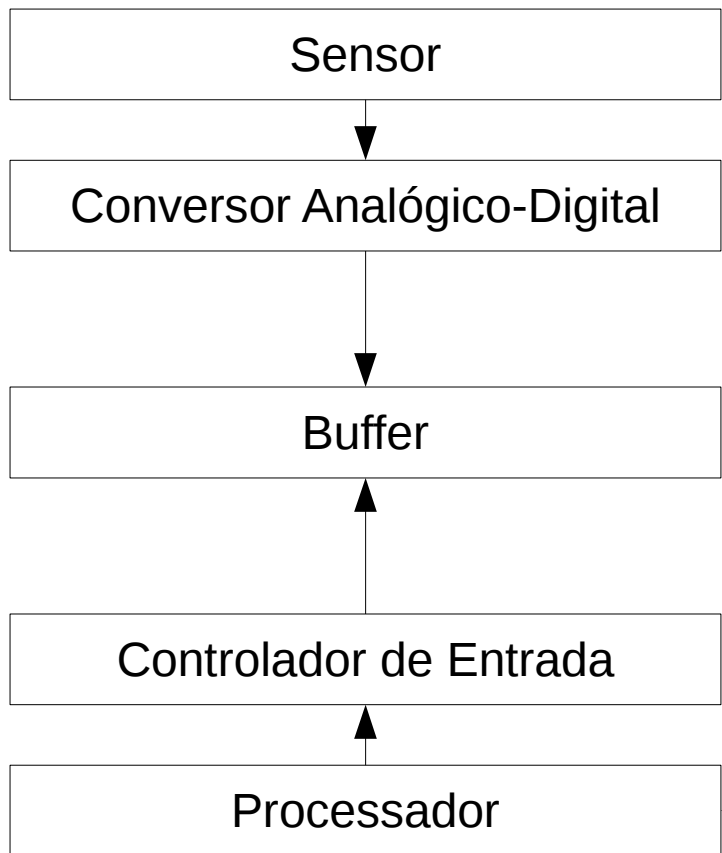 Sensor
Conversor Analógico-Digital
Buffer
Controlador de Entrada
Processador